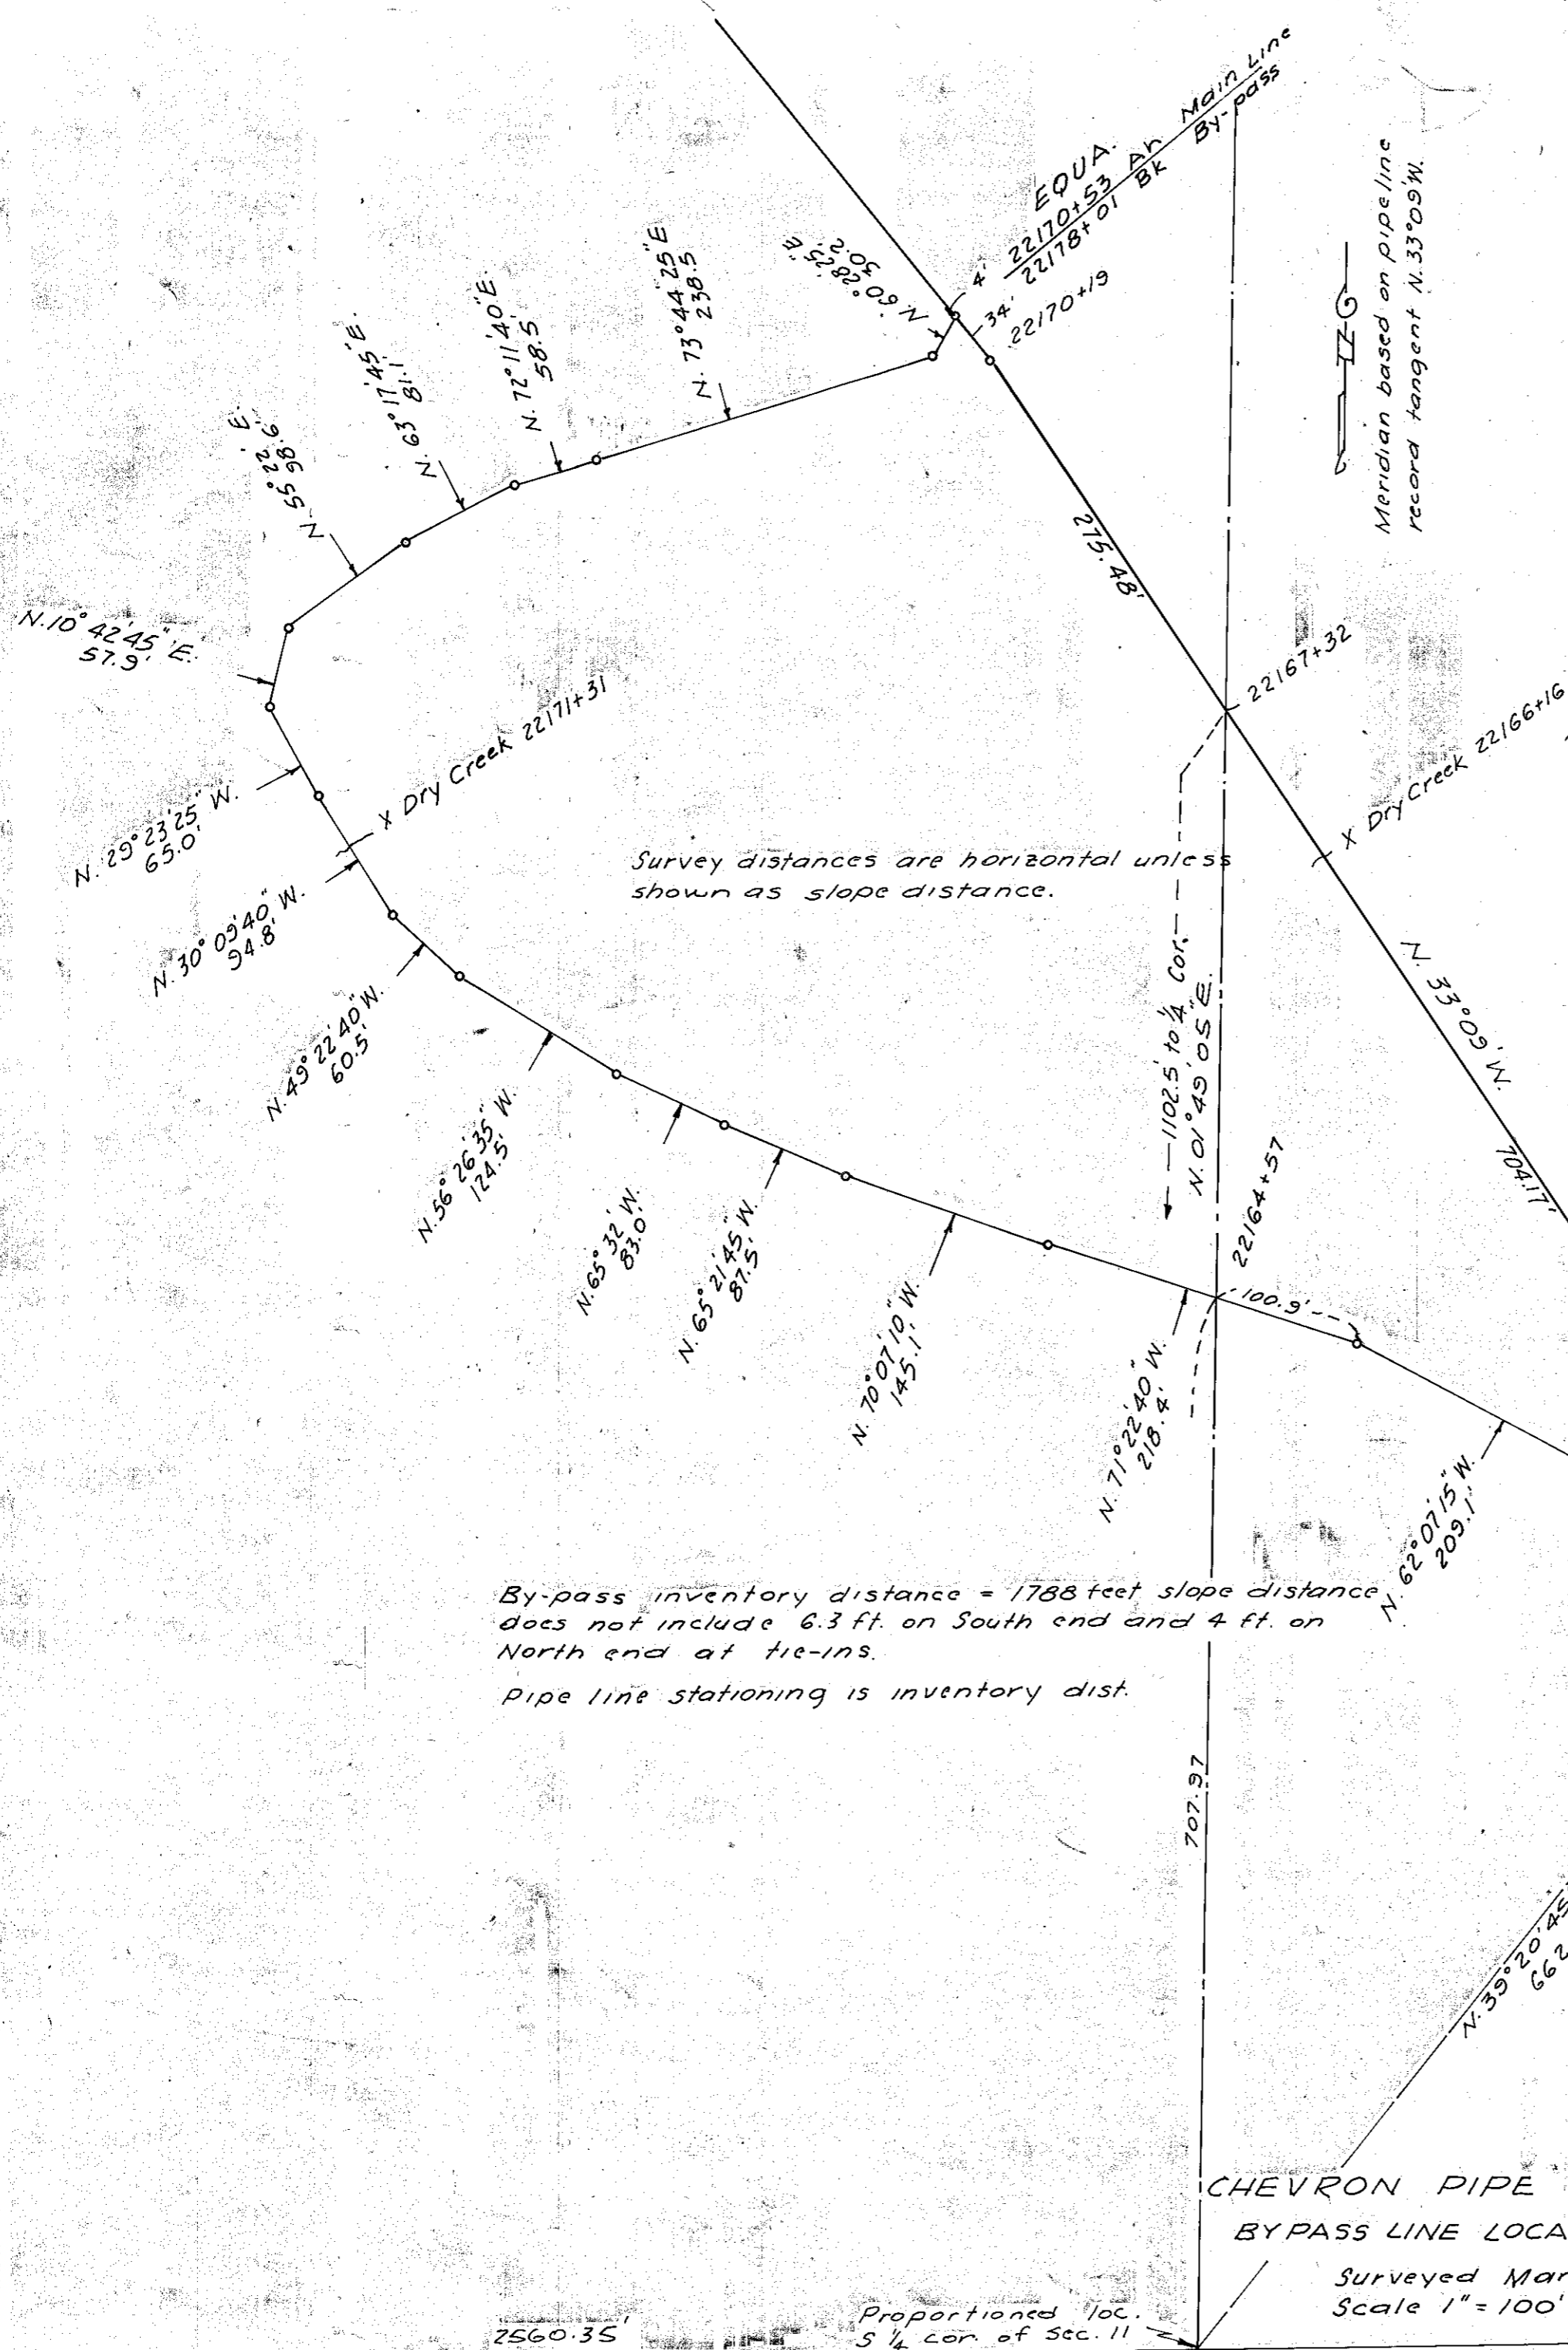 Main Line
By-pass
EQUA.
22170+53 Ah
22178+01 Bk
4'
34'
22170+19
Meridian based on pipeline
record tangent N.33°09'W.
N. 60°28'25" E
30.2'
N. 73°44'25" E
238.5'
N. 72°11'40" E.
58.5'
N. 63°17'45" E.
81.1'
N. 55°22' E.
98.6'
N. 10°42'45" E.
57.9'
275.48'
22167+32
X Dry Creek 22171+31
X Dry Creek 22166+16
N. 29°23'25" W.
65.0'
Survey distances are horizontal unless
shown as slope distance.
N. 30°09'40" W.
94.8'
N. 33°09' W.
1102.5' to 1/4 Cor.
N. 01°49'05" E.
N. 49°22'40" W.
60.5'
704.17'
N. 56°26'35" W.
124.5'
22164+57
N. 65°32' W.
83.0'
N. 65°21'45" W.
87.5'
100.9'
N. 70°07'10" W.
145.1'
N. 71°22'40" W.
218.4'
N. 62°07'15" W.
209.1'
By-pass inventory distance = 1788 feet slope distance
does not include 6.3 ft. on South end and 4 ft. on
North end at tie-ins.
Pipe line stationing is inventory dist.
707.97
N. 39°20'45
662
CHEVRON PIPE
BYPASS LINE LOCA
Surveyed Mar
Scale 1" = 100'
Proportioned loc.
S 1/4 cor. of Sec. 11
2560.35'